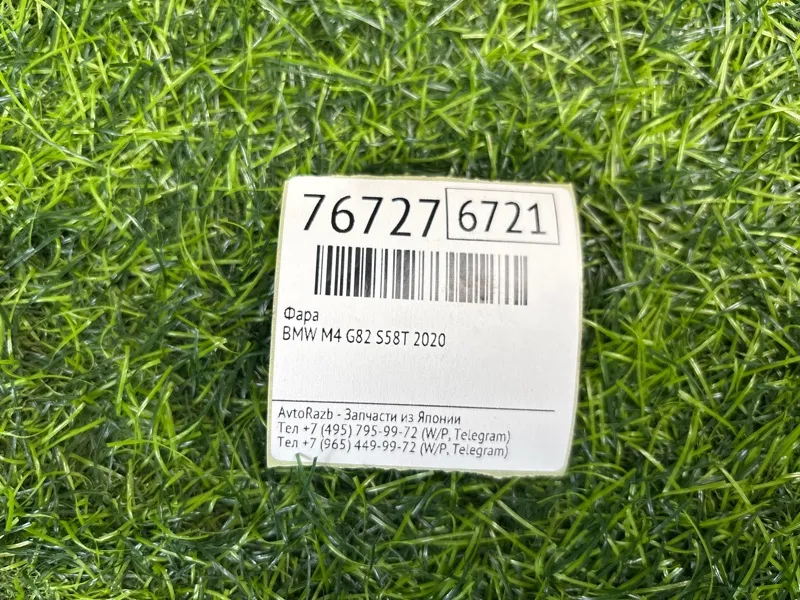 76727 6721
Фара
BMW M4 G82 S58T 2020
AvtoRazb - Запчасти из Японии
Тел +7 (495) 795-99-72 (W/P, Telegram)
Тел +7 (965) 449-99-72 (W/P, Telegram)